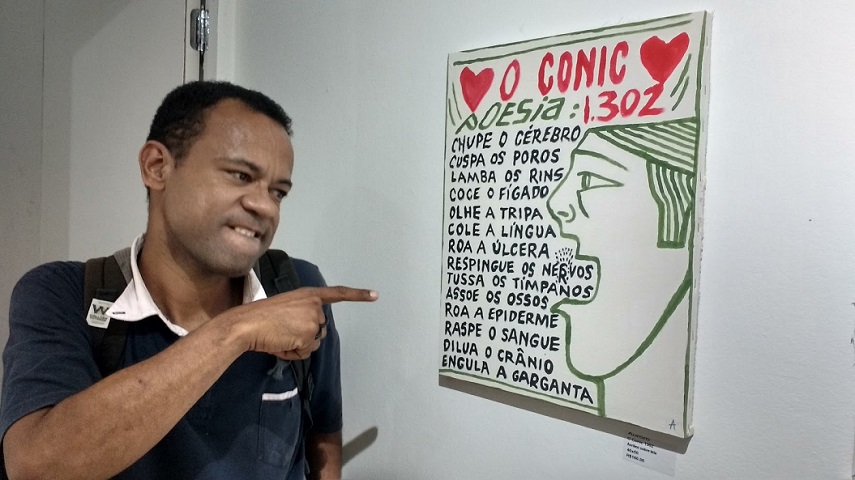 O CONIC
POESIA: 1.302
CHUPE O CÉREBRO
CUSPA OS POROS
LAMBA OS RINS
COCE O FÍGADO
OLHE A TRIPA
COLE A LÍNGUA
ROA A ÚLCERA
RESPINGUE OS NERVOS
TUSSA OS TÍMPANOS
ASSOE OS OSSOS
ROA A EPIDERME
RASPE O SANGUE
DILUA O CRÂNIO
ENGULA A GARGANTA
A
W